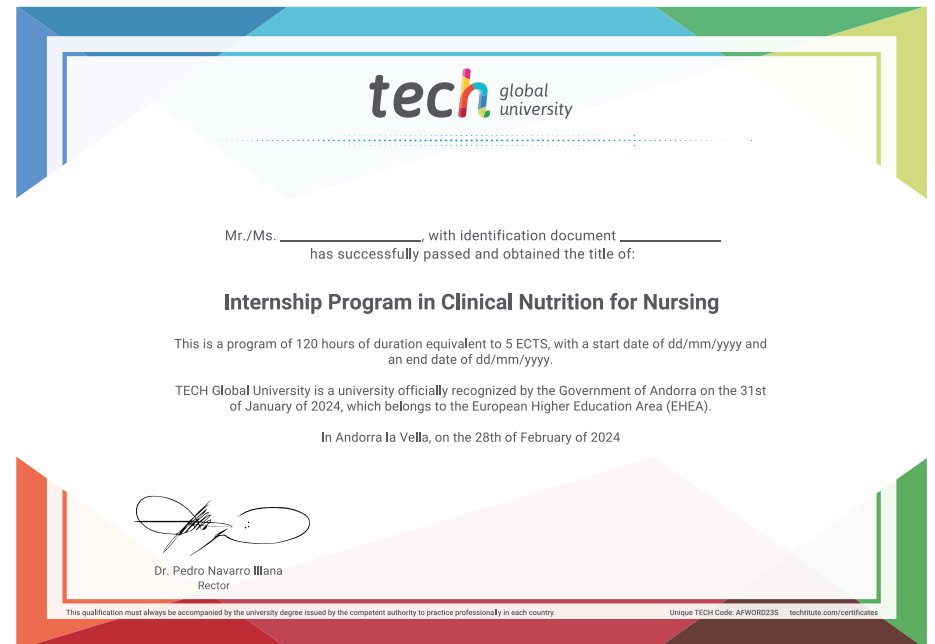 tech global university
Mr./Ms. ____________, with identification document ____________
has successfully passed and obtained the title of:
Internship Program in Clinical Nutrition for Nursing
This is a program of 120 hours of duration equivalent to 5 ECTS, with a start date of dd/mm/yyyy and
an end date of dd/mm/yyyy.
TECH Global University is a university officially recognized by the Government of Andorra on the 31st
of January of 2024, which belongs to the European Higher Education Area (EHEA).
In Andorra la Vella, on the 28th of February of 2024
Dr. Pedro Navarro Illana
Rector
This qualification must always be accompanied by the university degree issued by the competent authority to practice professionally in each country. Unique TECH Code: AFWORD23S techtitute.com/certificates